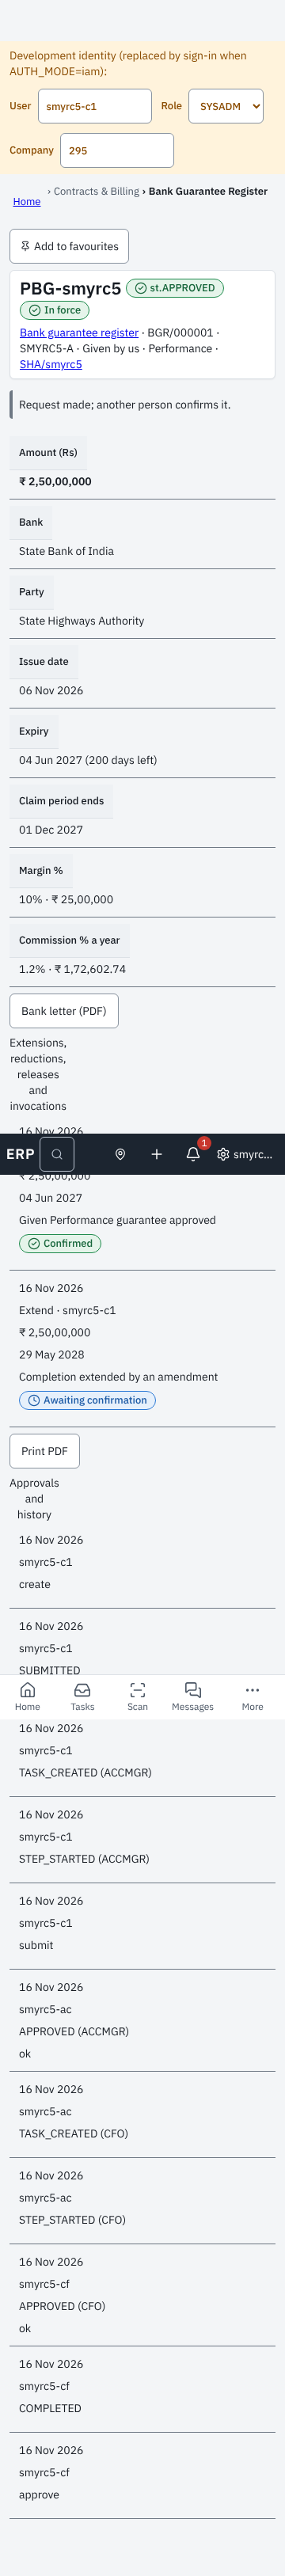 Development identity (replaced by sign-in when
AUTH_MODE=iam):
User smyrc5-c1 Role SYSADM
Company 295
Home › Contracts & Billing › Bank Guarantee Register
Add to favourites
PBG-smyrc5 st.APPROVED
In force
Bank guarantee register · BGR/000001 ·
SMYRC5-A · Given by us · Performance ·
SHA/smyrc5
Request made; another person confirms it.
Amount (Rs)
₹ 2,50,00,000
Bank
State Bank of India
Party
State Highways Authority
Issue date
06 Nov 2026
Expiry
04 Jun 2027 (200 days left)
Claim period ends
01 Dec 2027
Margin %
10% · ₹ 25,00,000
Commission % a year
1.2% · ₹ 1,72,602.74
Bank letter (PDF)
Extensions,
reductions,
releases
and
invocations
16 Nov 2026
ERP 1 smyrc...
₹ 2,50,00,000
04 Jun 2027
Given Performance guarantee approved
Confirmed
16 Nov 2026
Extend · smyrc5-c1
₹ 2,50,00,000
29 May 2028
Completion extended by an amendment
Awaiting confirmation
Print PDF
Approvals
and
history
16 Nov 2026
smyrc5-c1
create
16 Nov 2026
smyrc5-c1
SUBMITTED
Home Tasks Scan Messages More
16 Nov 2026
smyrc5-c1
TASK_CREATED (ACCMGR)
16 Nov 2026
smyrc5-c1
STEP_STARTED (ACCMGR)
16 Nov 2026
smyrc5-c1
submit
16 Nov 2026
smyrc5-ac
APPROVED (ACCMGR)
ok
16 Nov 2026
smyrc5-ac
TASK_CREATED (CFO)
16 Nov 2026
smyrc5-ac
STEP_STARTED (CFO)
16 Nov 2026
smyrc5-cf
APPROVED (CFO)
ok
16 Nov 2026
smyrc5-cf
COMPLETED
16 Nov 2026
smyrc5-cf
approve